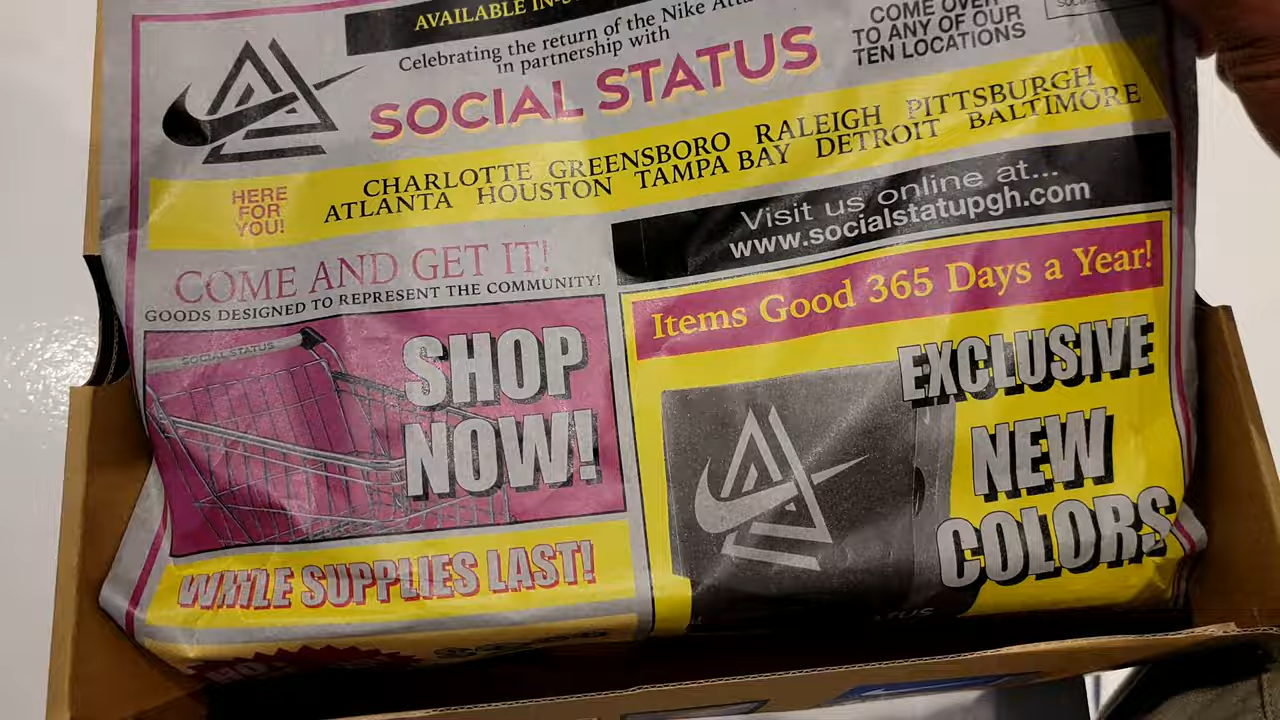 AVAILABLE IN-S
Celebrating the return of the Nike Atta
in partnership with
SOCIAL STATUS
COME OVER
TO ANY OF OUR
TEN LOCATIONS
HERE
FOR
YOU!
CHARLOTTE GREENSBORO RALEIGH PITTSBURGH
ATLANTA HOUSTON TAMPA BAY DETROIT BALTIMORE
Visit us online at...
www.socialstatupgh.com
COME AND GET IT!
GOODS DESIGNED TO REPRESENT THE COMMUNITY!
SOCIAL STATUS
SHOP
NOW!
WHILE SUPPLIES LAST!
Items Good 365 Days a Year!
EXCLUSIVE
NEW
COLORS